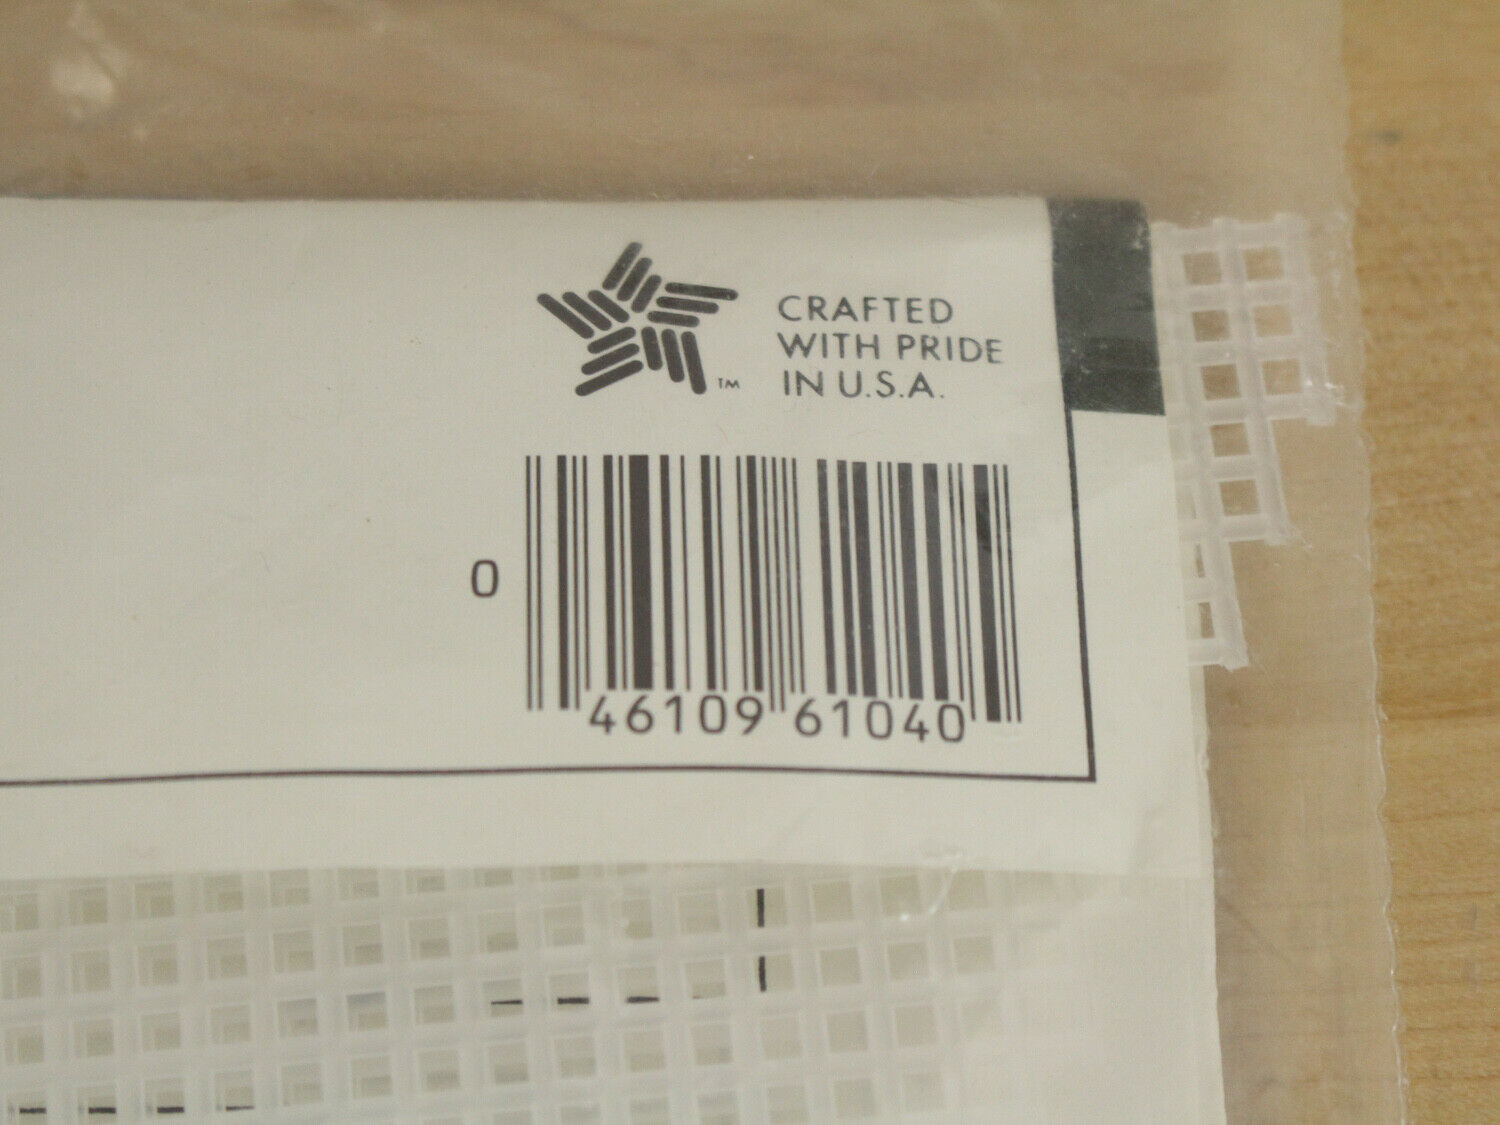 CRAFTED
WITH PRIDE
IN U.S.A.
TM
0 46109 61040